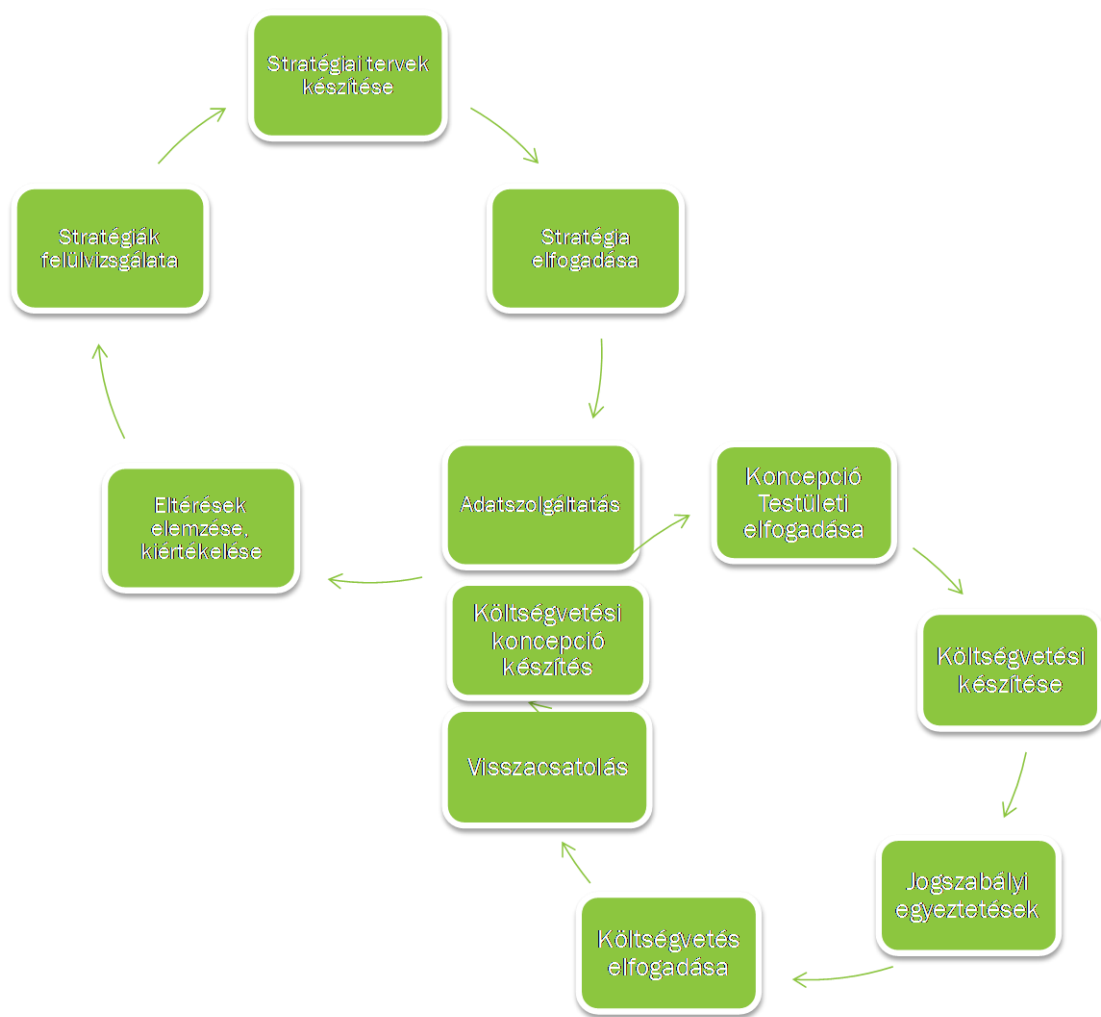 Stratégiai tervek
készítése
Stratégiák
felülvizsgálata
Stratégia
elfogadása
Eltérések
elemzése,
kiértékelése
Adatszolgáltatás
Koncepció
Testületi
elfogadása
Költségvetési
koncepció
készítés
Költségvetési
készítése
Visszacsatolás
Jogszabályi
egyeztetések
Költségvetés
elfogadása